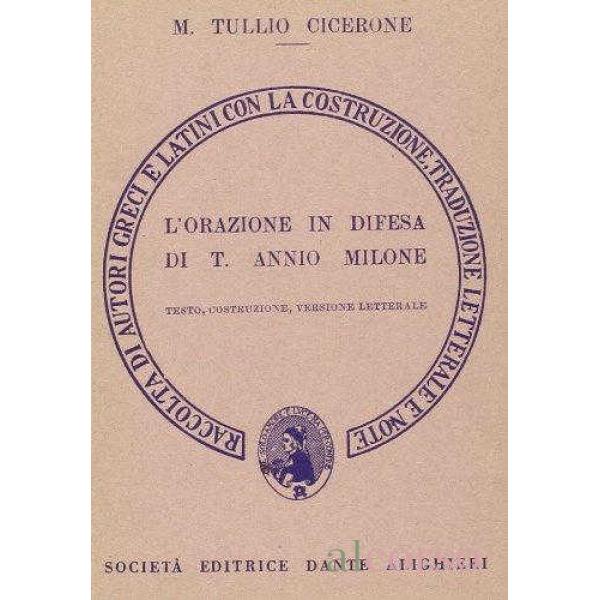 M. TULLIO CICERONE
RACCOLTA DI AUTORI GRECI E LATINI CON LA COSTRUZIONE, TRADUZIONE LETTERALE E NOTE
L'ORAZIONE IN DIFESA
DI T. ANNIO MILONE
TESTO, COSTRUZIONE, VERSIONE LETTERALE
SOCIETÀ EDITRICE DANTE ALIGHIERI